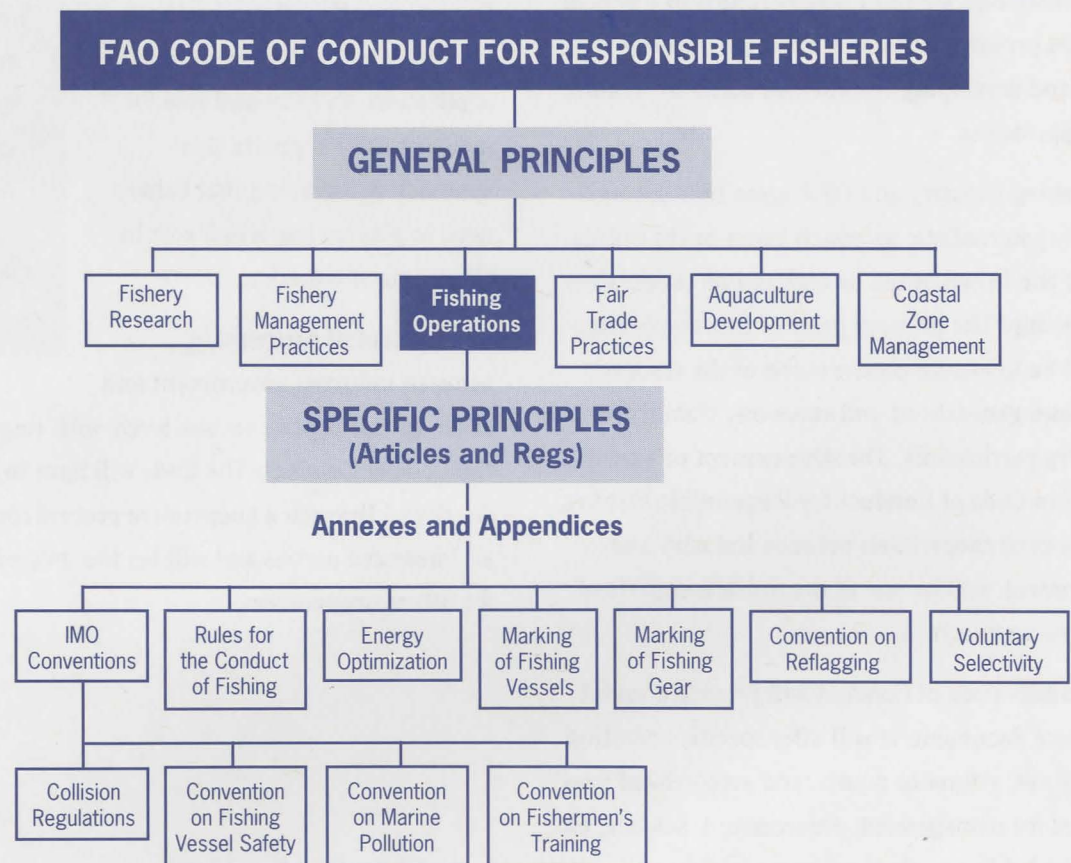 FAO CODE OF CONDUCT FOR RESPONSIBLE FISHERIES
GENERAL PRINCIPLES
Fishery
Research
Fishery
Management
Practices
Fishing
Operations
Fair
Trade
Practices
Aquaculture
Development
Coastal
Zone
Management
SPECIFIC PRINCIPLES
(Articles and Regs)
Annexes and Appendices
IMO
Conventions
Rules for
the Conduct
of Fishing
Energy
Optimization
Marking
of Fishing
Vessels
Marking
of Fishing
Gear
Convention on
Reflagging
Voluntary
Selectivity
Collision
Regulations
Convention
on Fishing
Vessel Safety
Convention
on Marine
Pollution
Convention
on Fishermen's
Training